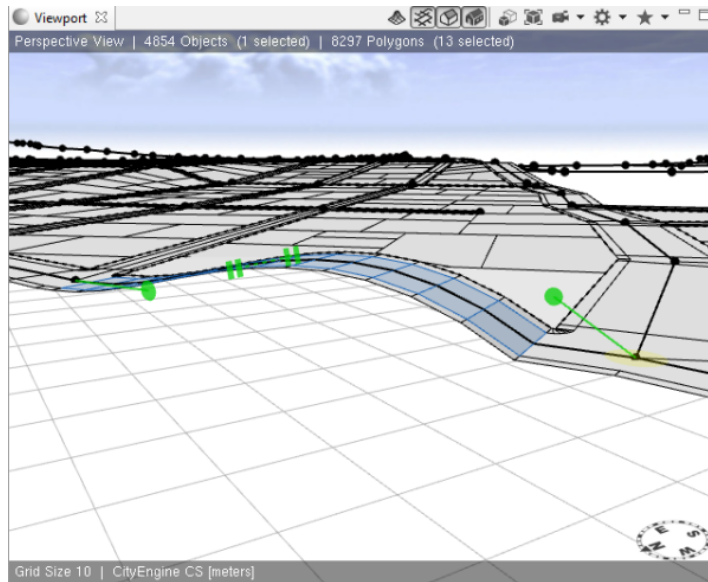 Viewport
Perspective View | 4854 Objects (1 selected) | 8297 Polygons (13 selected)
E
S
N
W
Grid Size 10 | CityEngine CS [meters]